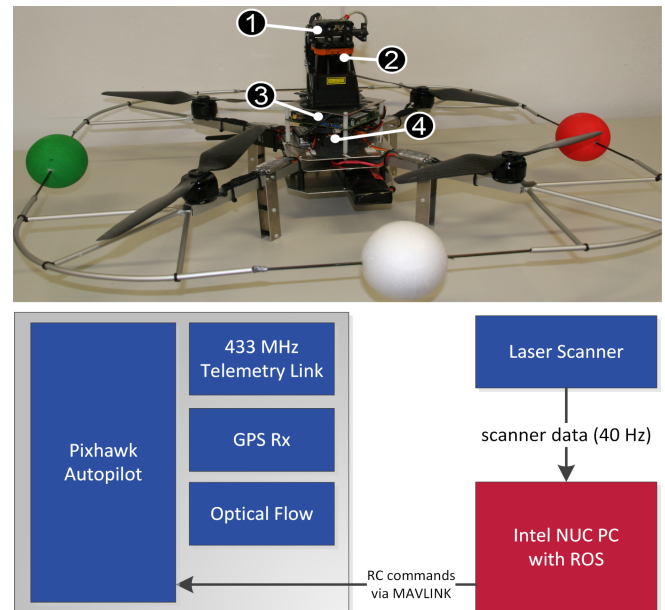 1
2
3
4
433 MHz
Telemetry Link
Laser Scanner
Pixhawk
Autopilot
GPS Rx
scanner data (40 Hz)
Optical Flow
Intel NUC PC
with ROS
RC commands
via MAVLINK